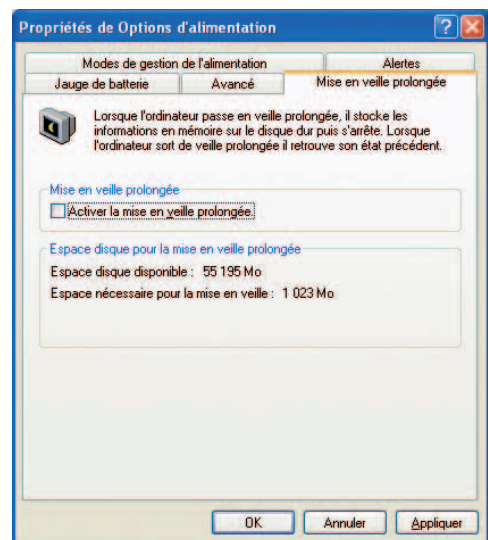 Propriétés de Options d'alimentation
Modes de gestion de l'alimentation
Alertes
Jauge de batterie
Avancé
Mise en veille prolongée
Lorsque l'ordinateur passe en veille prolongée, il stocke les
informations en mémoire sur le disque dur puis s'arrête. Lorsque
l'ordinateur sort de veille prolongée il retrouve son état précédent.
Mise en veille prolongée
Activer la mise en veille prolongée.
Espace disque pour la mise en veille prolongée
Espace disque disponible : 55 195 Mo
Espace nécessaire pour la mise en veille : 1 023 Mo
OK
Annuler
Appliquer